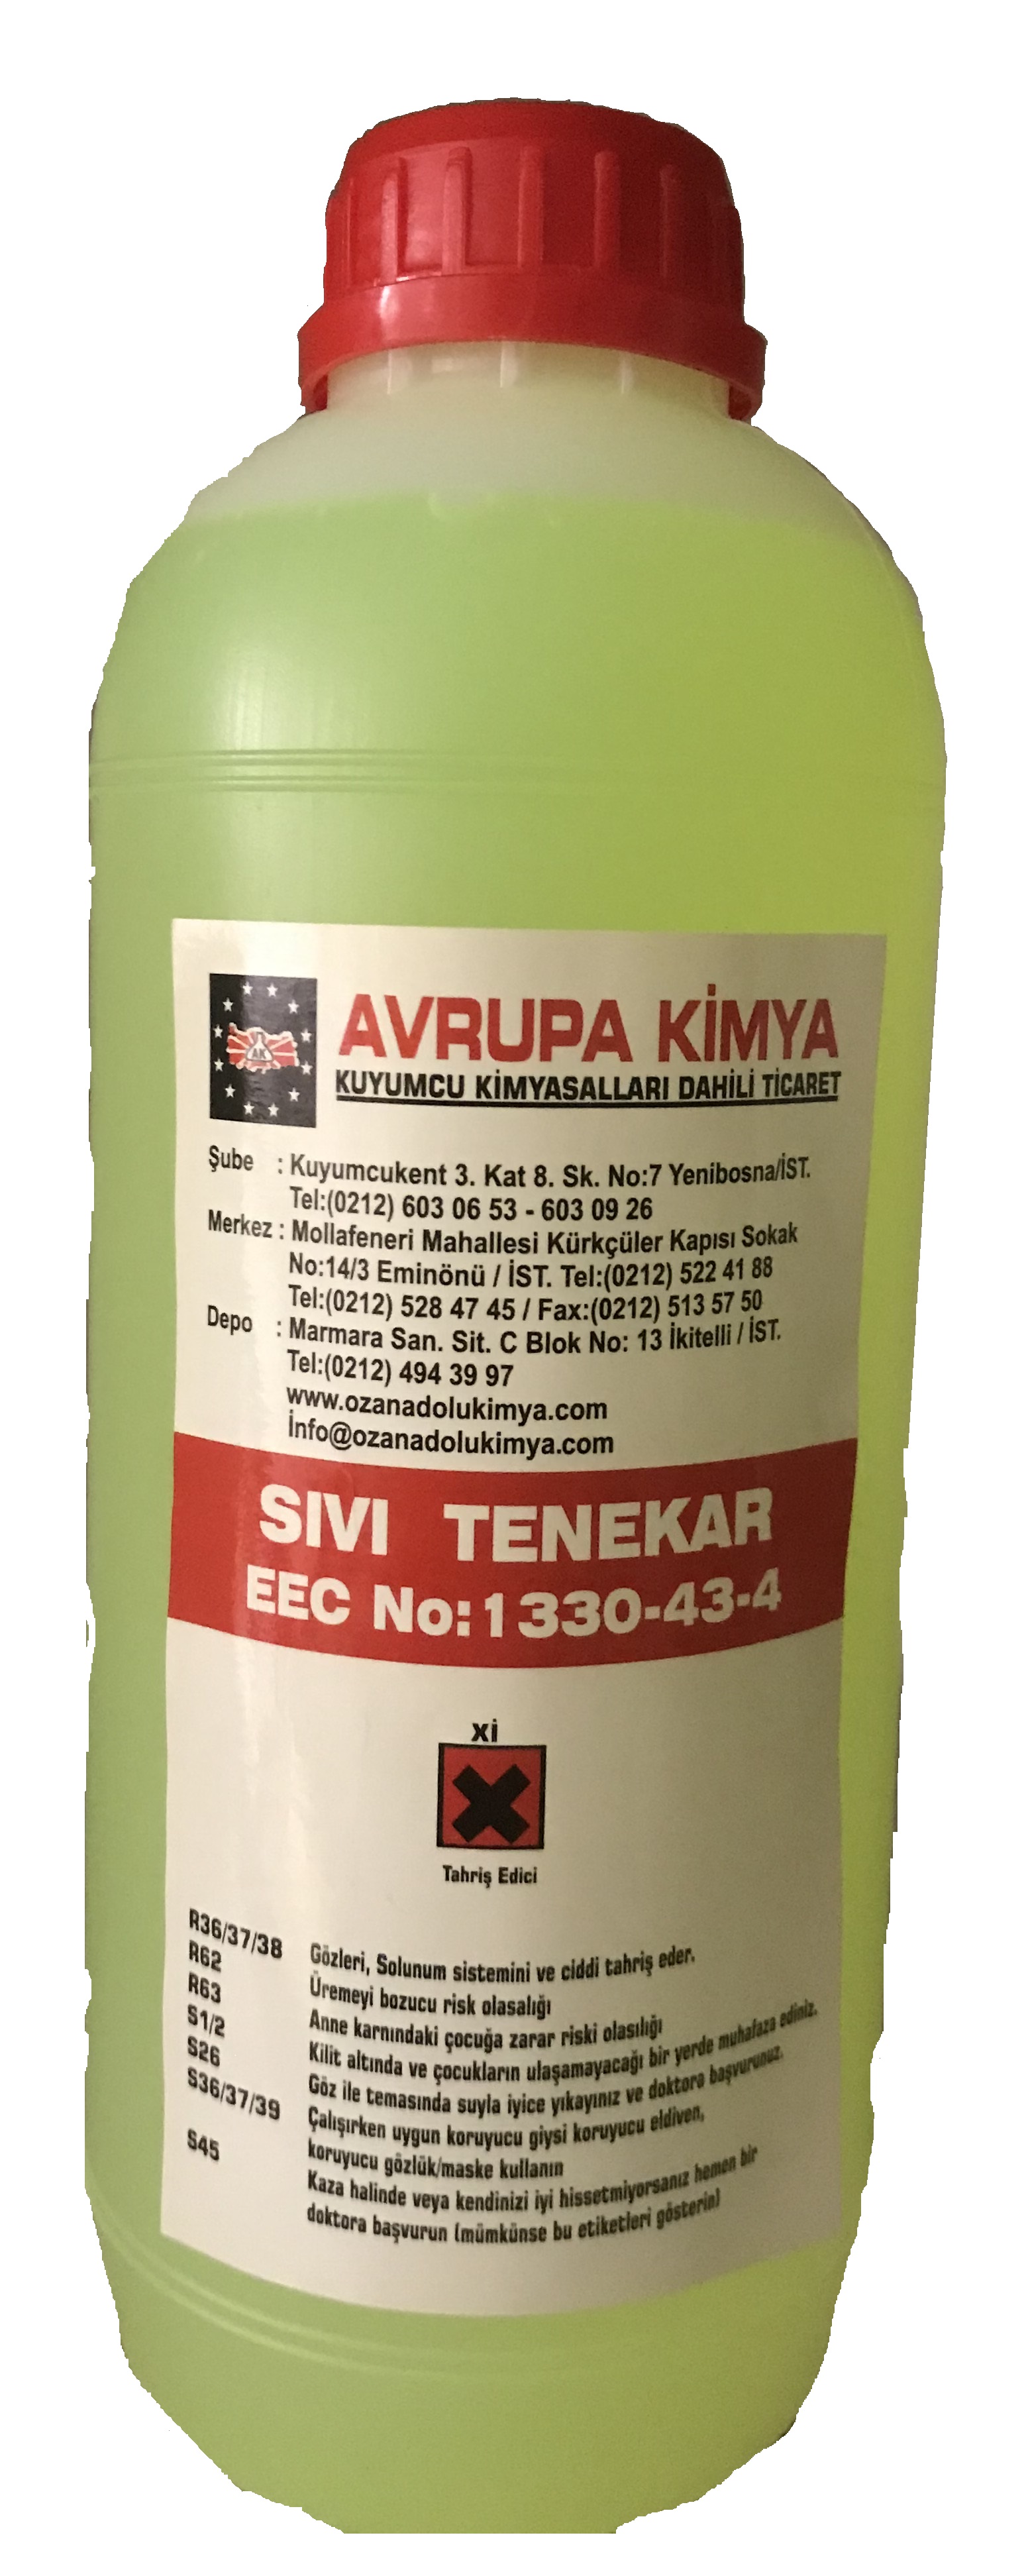 AK
AVRUPA KİMYA
KUYUMCU KİMYASALLARI DAHİLİ TİCARET
Şube : Kuyumcukent 3. Kat 8. Sk. No:7 Yenibosna/İST.
Tel:(0212) 603 06 53 - 603 09 26
Merkez : Mollafeneri Mahallesi Kürkçüler Kapısı Sokak
No:14/3 Eminönü / İST. Tel:(0212) 522 41 88
Tel:(0212) 528 47 45 / Fax:(0212) 513 57 50
Depo : Marmara San. Sit. C Blok No: 13 İkitelli / İST.
Tel:(0212) 494 39 97
www.ozanadolukimya.com
İnfo@ozanadolukimya.com
SIVI TENEKAR
EEC No:1330-43-4
xi
Tahriş Edici
R36/37/38 Gözleri, Solunum sistemini ve ciddi tahriş eder.
R62 Üremeyi bozucu risk olasalığı
R63 Anne karnındaki çocuğa zarar riski olasılığı
S1/2 Kilit altında ve çocukların ulaşamayacağı bir yerde muhafaza ediniz.
S26 Göz ile temasında suyla iyice yıkayınız ve doktora başvurunuz.
S36/37/39 Çalışırken uygun koruyucu giysi koruyucu eldiven,
koruyucu gözlük/maske kullanın
S45 Kaza halinde veya kendinizi iyi hissetmiyorsanız hemen bir
doktora başvurun (mümkünse bu etiketleri gösterin)